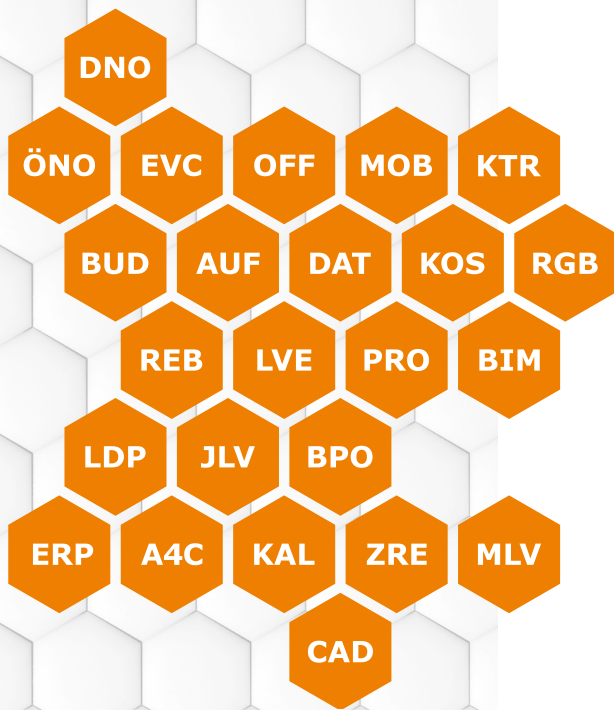 DNO
ÖNO EVC OFF MOB KTR
BUD AUF DAT KOS RGB
REB LVE PRO BIM
LDP JLV BPO
ERP A4C KAL ZRE MLV
CAD